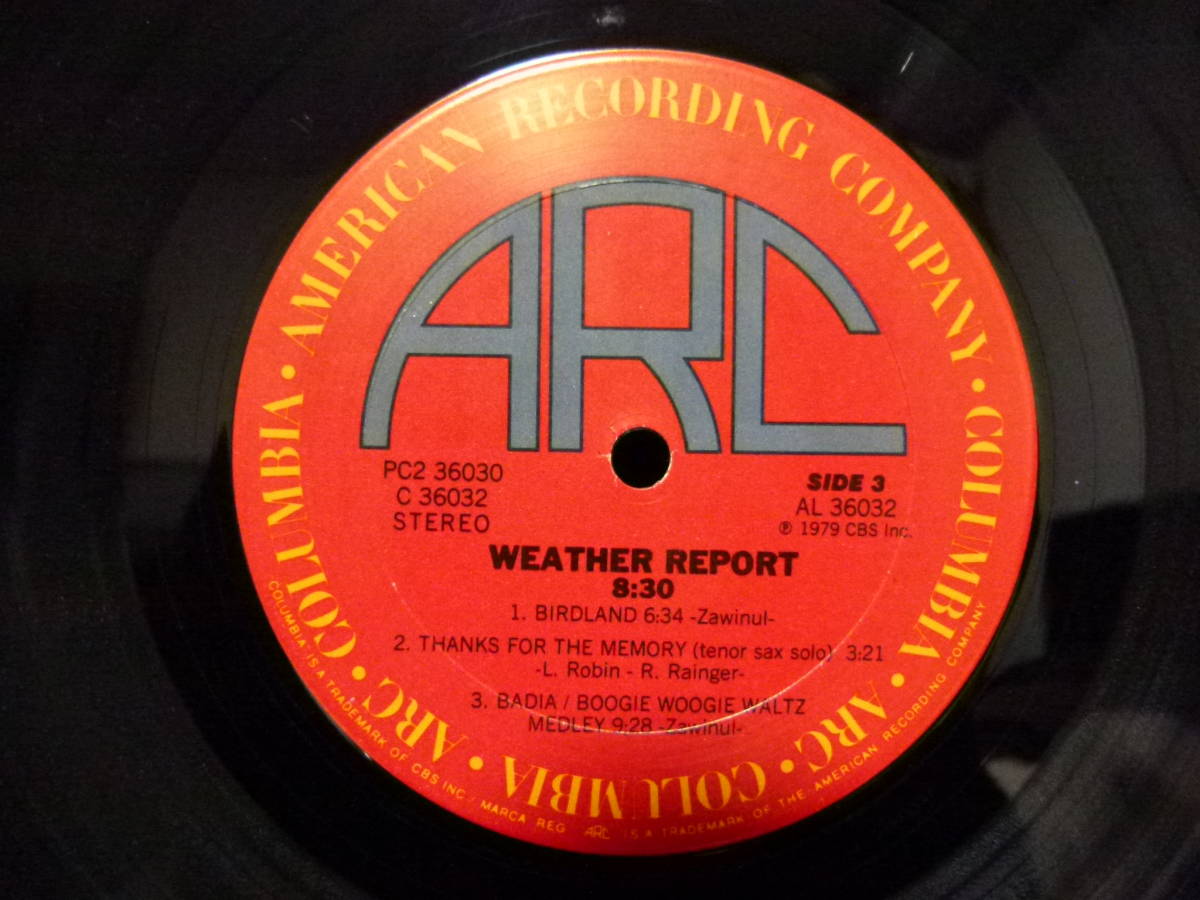 AMERICAN RECORDING COMPANY • COLUMBIA • ARC • COLUMBIA • ARC • COLUMBIA •
ARC
PC2 36030
C 36032
STEREO
SIDE 3
AL 36032
℗ 1979 CBS Inc.
WEATHER REPORT
8:30
1. BIRDLAND 6:34 -Zawinul-
2. THANKS FOR THE MEMORY (tenor sax solo) 3:21
-L. Robin - R. Rainger-
3. BADIA / BOOGIE WOOGIE WALTZ
MEDLEY 9:28 -Zawinul-
COLUMBIA IS A TRADEMARK OF CBS INC / MARCA REG ARC IS A TRADEMARK OF THE AMERICAN RECORDING COMPANY